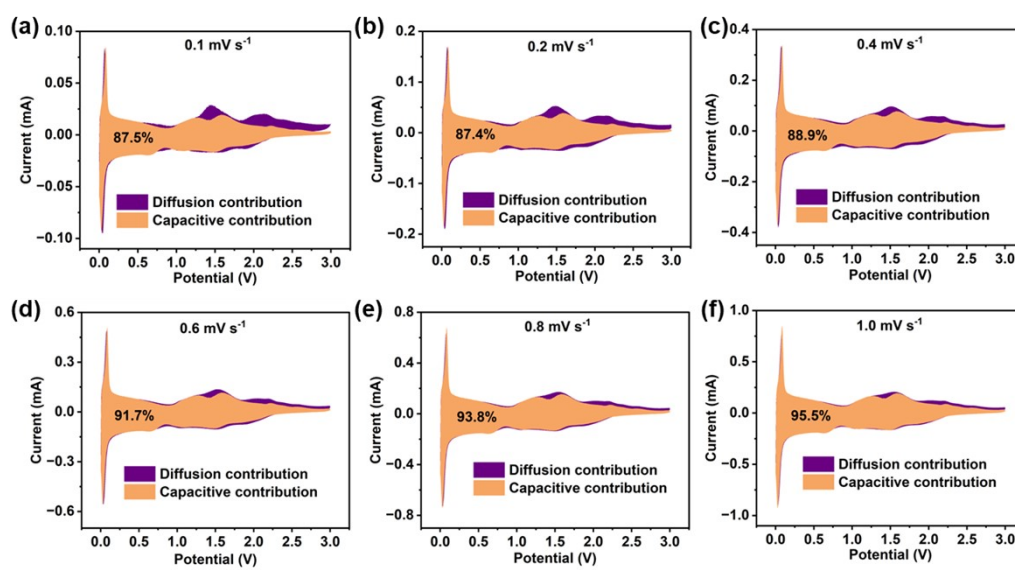 (a)
0.1 mV s⁻¹
Current (mA)
0.10
0.05
0.00
−0.05
−0.10
87.5%
Diffusion contribution
Capacitive contribution
0.0 0.5 1.0 1.5 2.0 2.5 3.0
Potential (V)
(b)
0.2 mV s⁻¹
Current (mA)
0.2
0.1
0.0
−0.1
−0.2
87.4%
Diffusion contribution
Capacitive contribution
0.0 0.5 1.0 1.5 2.0 2.5 3.0
Potential (V)
(c)
0.4 mV s⁻¹
Current (mA)
0.4
0.2
0.0
−0.2
−0.4
88.9%
Diffusion contribution
Capacitive contribution
0.0 0.5 1.0 1.5 2.0 2.5 3.0
Potential (V)
(d)
0.6 mV s⁻¹
Current (mA)
0.6
0.3
0.0
−0.3
−0.6
91.7%
Diffusion contribution
Capacitive contribution
0.0 0.5 1.0 1.5 2.0 2.5 3.0
Potential (V)
(e)
0.8 mV s⁻¹
Current (mA)
0.8
0.4
0.0
−0.4
−0.8
93.8%
Diffusion contribution
Capacitive contribution
0.0 0.5 1.0 1.5 2.0 2.5 3.0
Potential (V)
(f)
1.0 mV s⁻¹
Current (mA)
1.0
0.5
0.0
−0.5
−1.0
95.5%
Diffusion contribution
Capacitive contribution
0.0 0.5 1.0 1.5 2.0 2.5 3.0
Potential (V)